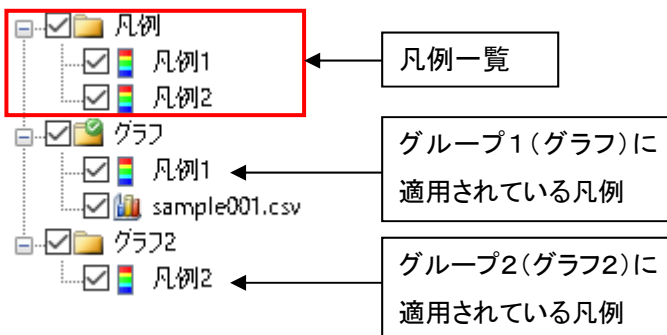 凡例
凡例1
凡例2
グラフ
凡例1
sample001.csv
グラフ2
凡例2
凡例一覧
グループ１(グラフ)に
適用されている凡例
グループ２(グラフ２)に
適用されている凡例